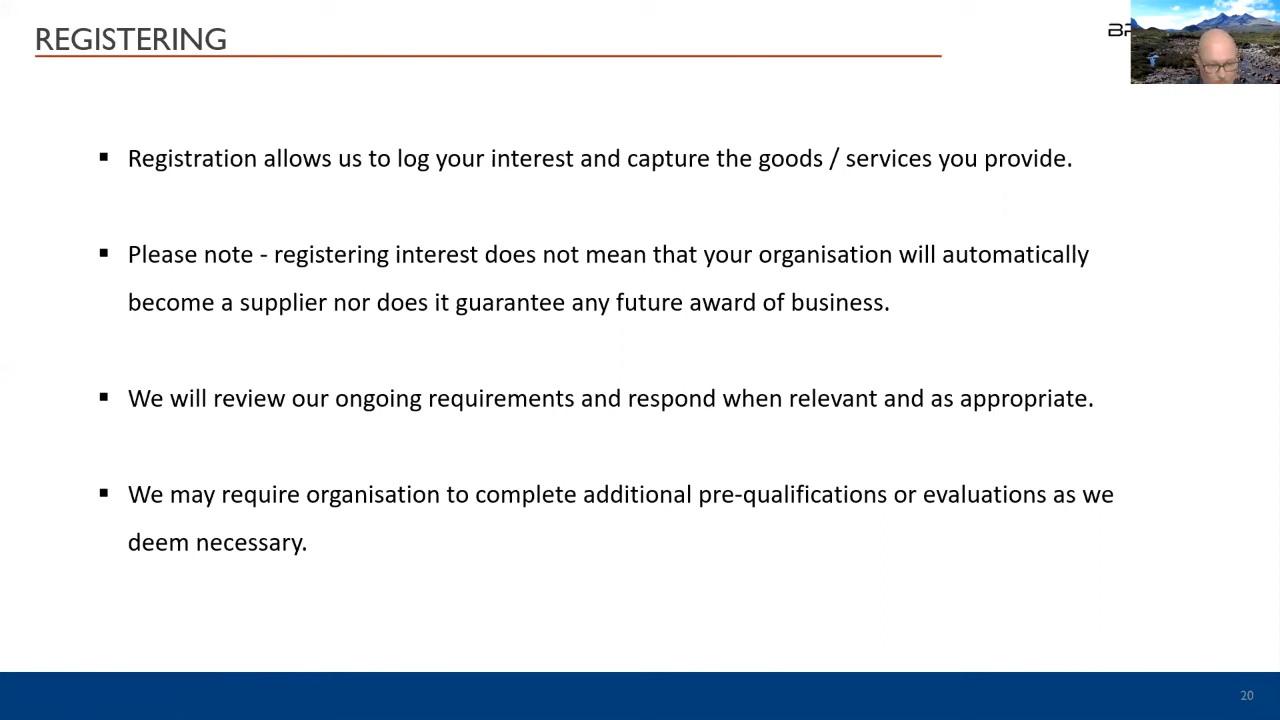 REGISTERING
▪ Registration allows us to log your interest and capture the goods / services you provide.
▪ Please note - registering interest does not mean that your organisation will automatically
become a supplier nor does it guarantee any future award of business.
▪ We will review our ongoing requirements and respond when relevant and as appropriate.
▪ We may require organisation to complete additional pre-qualifications or evaluations as we
deem necessary.
20